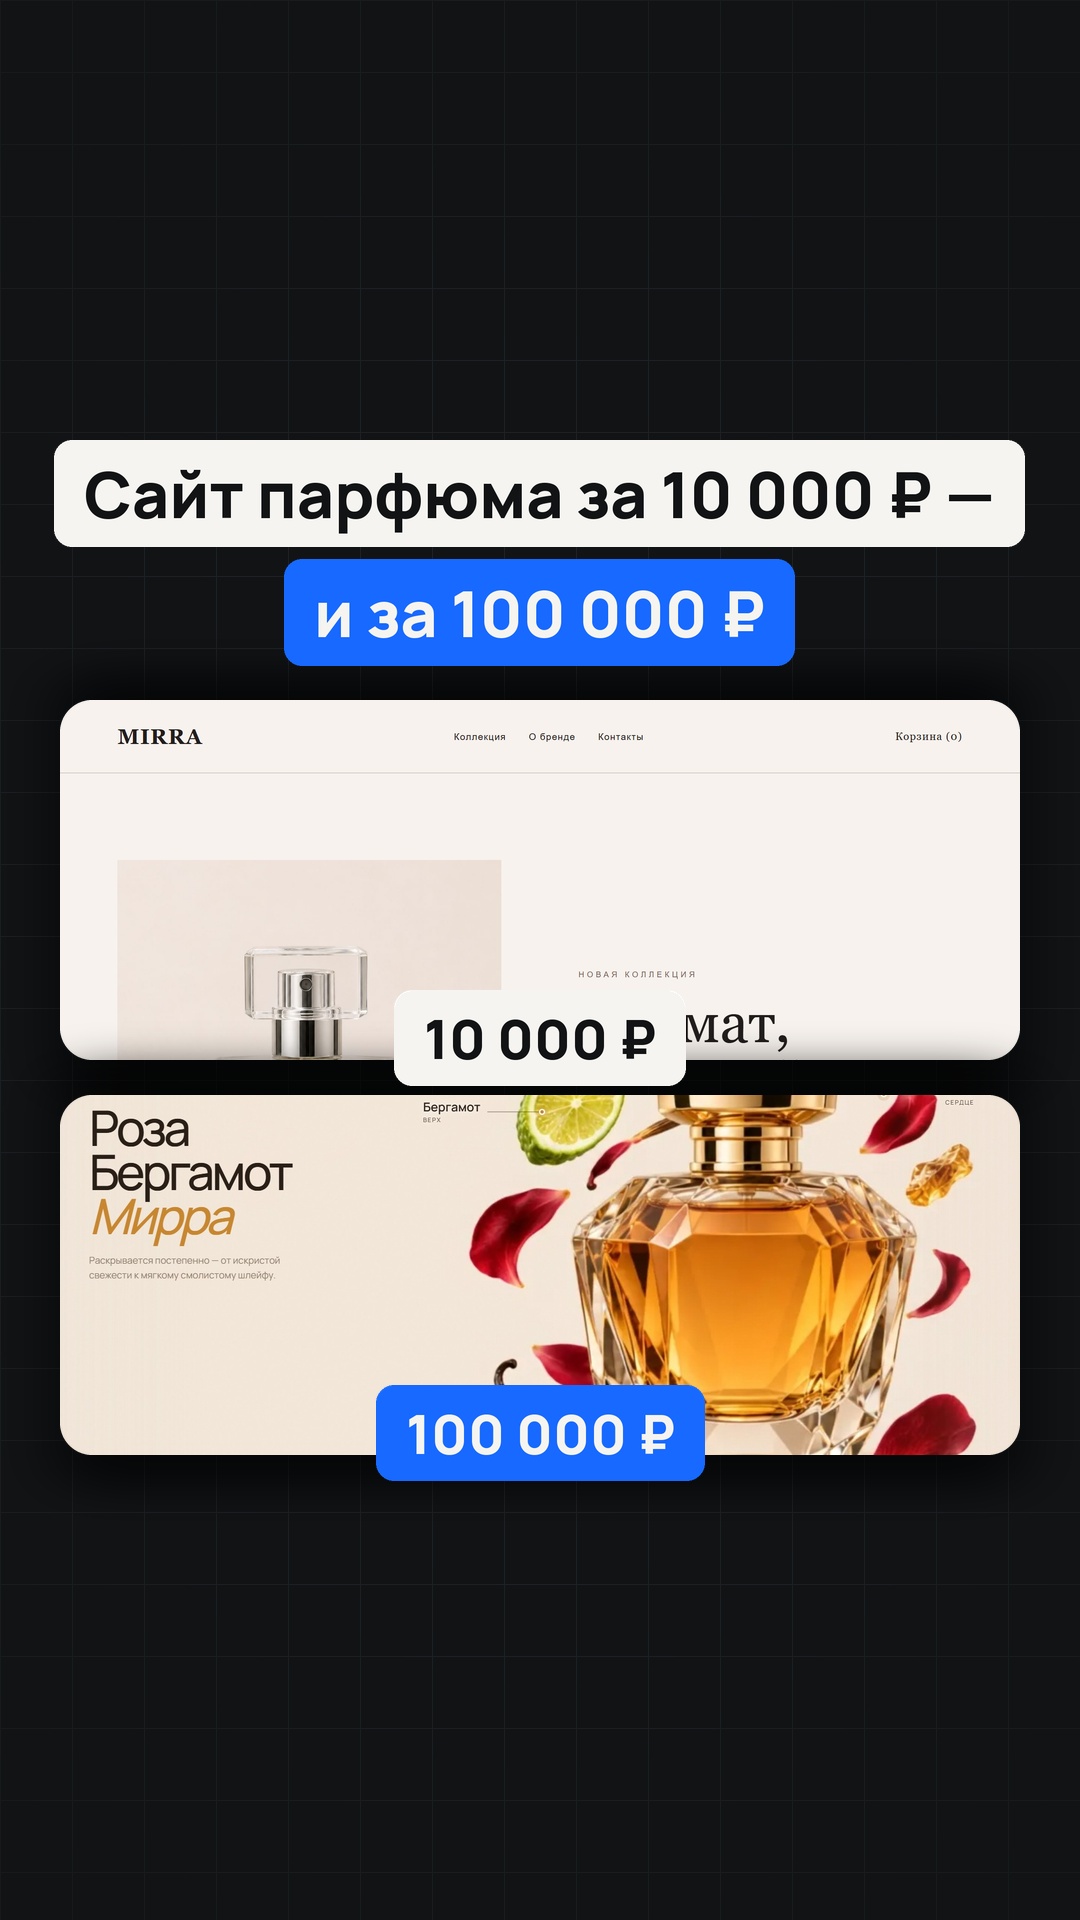 Сайт парфюма за 10 000 ₽ —
и за 100 000 ₽
MIRRA
Коллекция О бренде Контакты
Корзина (0)
НОВАЯ КОЛЛЕКЦИЯ
мат,
10 000 ₽
Роза
Бергамот
Мирра
Раскрывается постепенно — от искристой
свежести к мягкому смолистому шлейфу.
Бергамот
ВЕРХ
СЕРДЦЕ
100 000 ₽